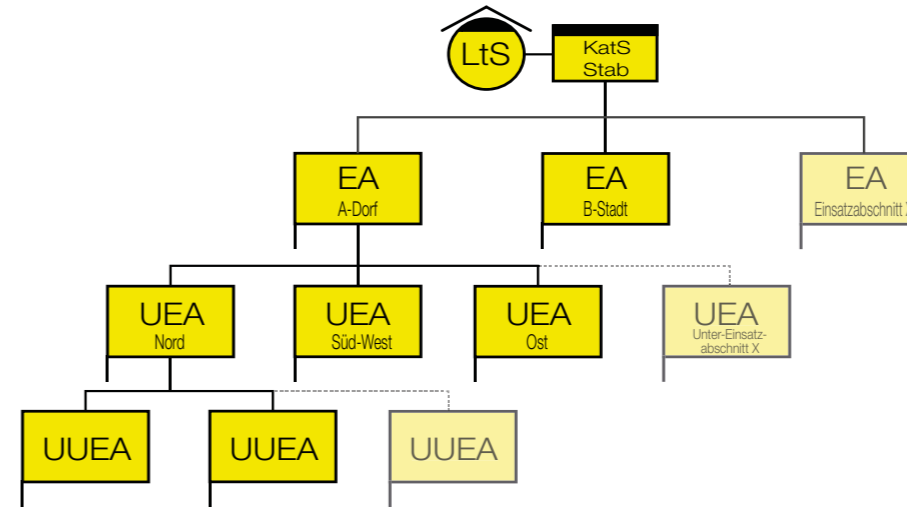 LtS
KatS
Stab
EA
A-Dorf
EA
B-Stadt
EA
Einsatzabschnitt X
UEA
Nord
UEA
Süd-West
UEA
Ost
UEA
Unter-Einsatz-
abschnitt X
UUEA
UUEA
UUEA